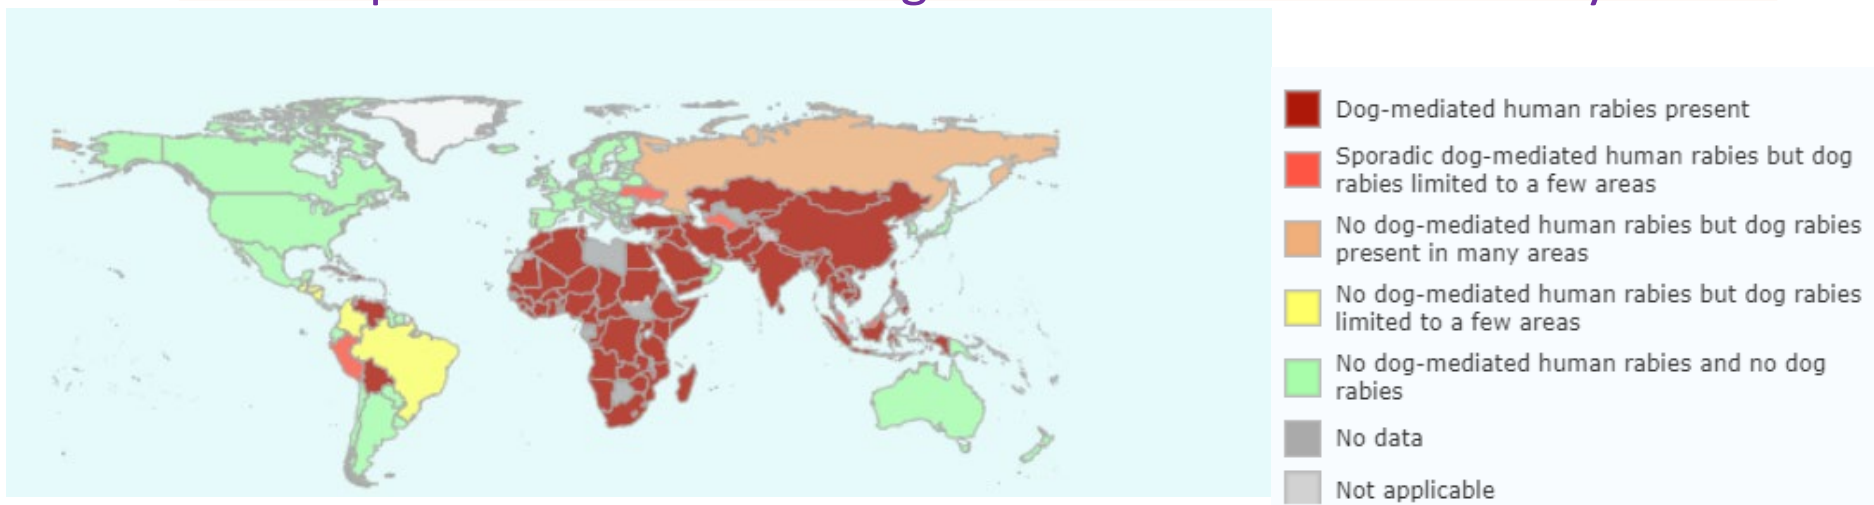 Dog-mediated human rabies present
Sporadic dog-mediated human rabies but dog
rabies limited to a few areas
No dog-mediated human rabies but dog rabies
present in many areas
No dog-mediated human rabies but dog rabies
limited to a few areas
No dog-mediated human rabies and no dog
rabies
No data
Not applicable